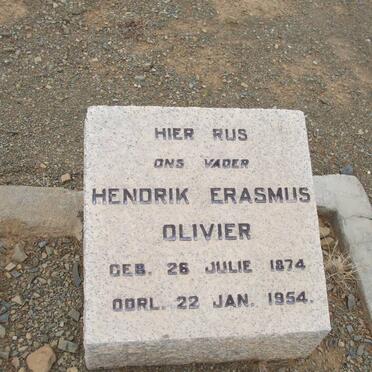 HIER RUS
ONS VADER
HENDRIK ERASMUS
OLIVIER
GEB. 26 JULIE 1874
OORL. 22 JAN. 1954.